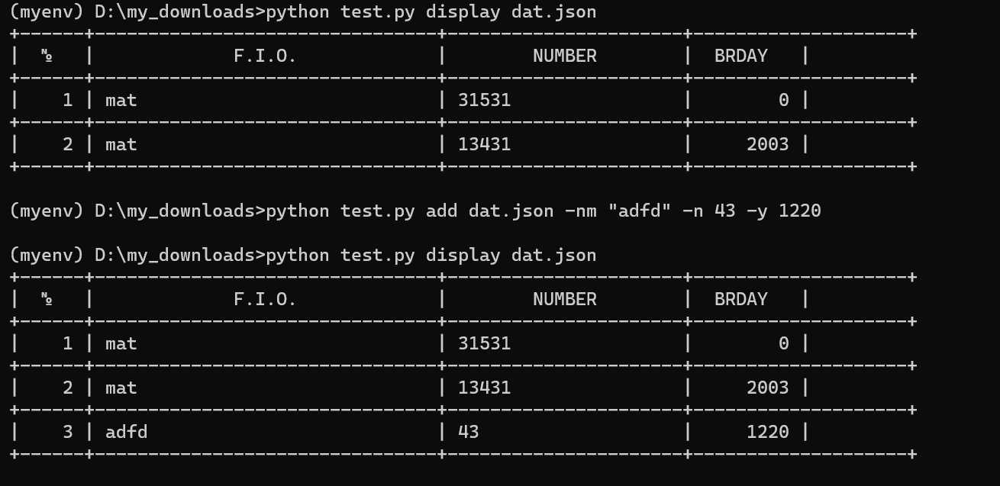 (myenv) D:\my_downloads>python test.py display dat.json
+------+--------------------------------+----------------------+--------------------+
|  №   |             F.I.O.             |        NUMBER        |  BRDAY   |
+------+--------------------------------+----------------------+--------------------+
|    1 | mat                            | 31531                |        0 |
+------+--------------------------------+----------------------+--------------------+
|    2 | mat                            | 13431                |     2003 |
+------+--------------------------------+----------------------+--------------------+
(myenv) D:\my_downloads>python test.py add dat.json -nm "adfd" -n 43 -y 1220
(myenv) D:\my_downloads>python test.py display dat.json
+------+--------------------------------+----------------------+--------------------+
|  №   |             F.I.O.             |        NUMBER        |  BRDAY   |
+------+--------------------------------+----------------------+--------------------+
|    1 | mat                            | 31531                |        0 |
+------+--------------------------------+----------------------+--------------------+
|    2 | mat                            | 13431                |     2003 |
+------+--------------------------------+----------------------+--------------------+
|    3 | adfd                           | 43                   |     1220 |
+------+--------------------------------+----------------------+--------------------+